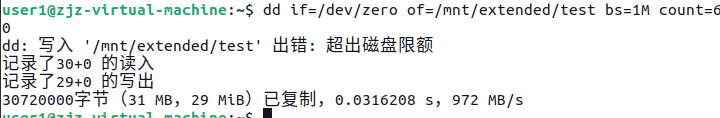 user1@zjz-virtual-machine:~$ dd if=/dev/zero of=/mnt/extended/test bs=1M count=6
0
dd: 写入 '/mnt/extended/test' 出错: 超出磁盘限额
记录了30+0 的读入
记录了29+0 的写出
30720000字节（31 MB，29 MiB）已复制，0.0316208 s，972 MB/s
user1@zjz-virtual-machine:~$